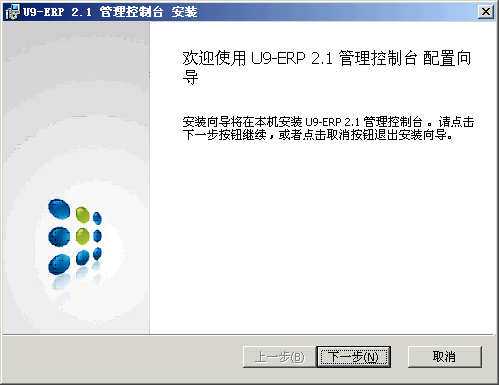 U9-ERP 2.1 管理控制台 安装
欢迎使用 U9-ERP 2.1 管理控制台 配置向
导
安装向导将在本机安装 U9-ERP 2.1 管理控制台 。请点击
下一步按钮继续，或者点击取消按钮退出安装向导。
上一步(B) 下一步(N) 取消